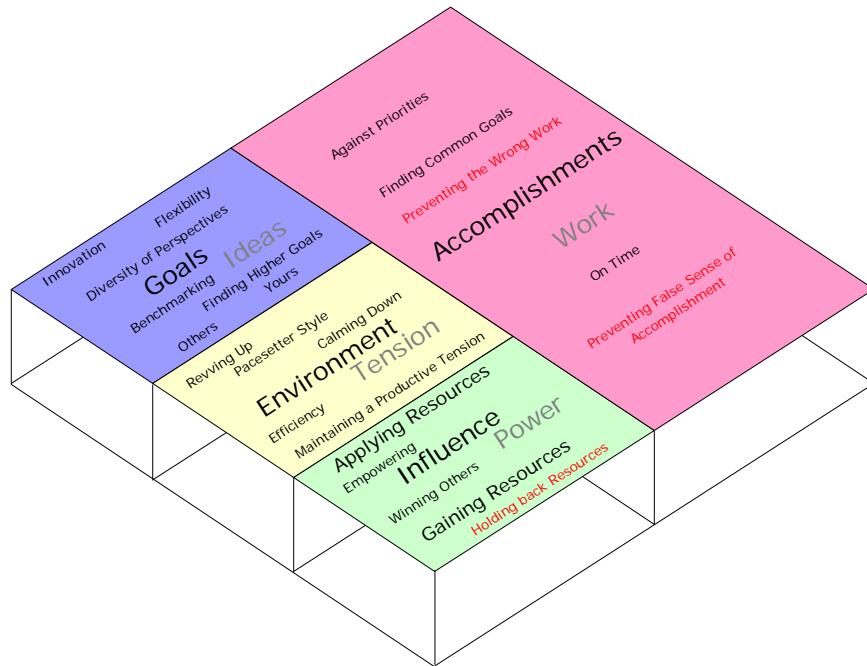 Against Priorities
Finding Common Goals
Preventing the Wrong Work
Accomplishments
Work
On Time
Preventing False Sense of
Accomplishment
Flexibility
Innovation
Diversity of Perspectives
Goals
Ideas
Benchmarking
Finding Higher Goals
Others
Yours
Revving Up
Pacesetter Style
Calming Down
Environment
Tension
Efficiency
Maintaining a Productive Tension
Applying Resources
Empowering
Influence
Power
Winning Others
Gaining Resources
Holding back Resources